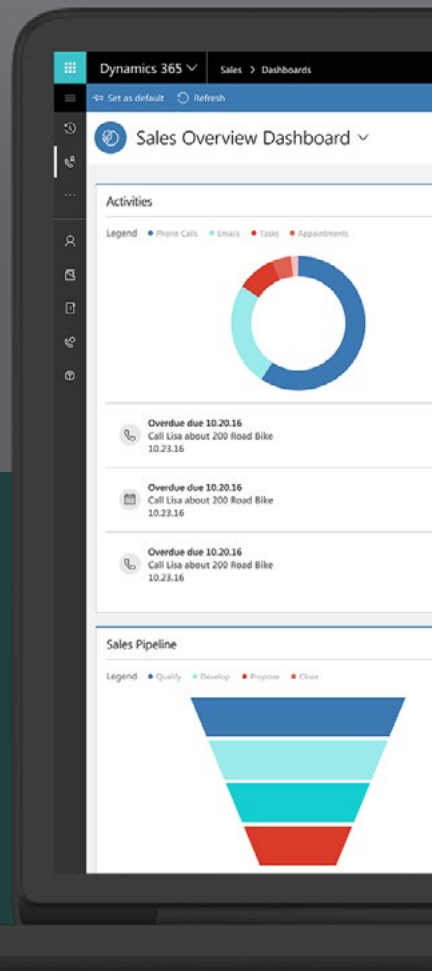 Dynamics 365 Sales > Dashboards
Set as default Refresh
Sales Overview Dashboard
Activities
Legend Phone Calls Emails Tasks Appointments
Overdue due 10.20.16
Call Lisa about 200 Road Bike
10.23.16
Overdue due 10.20.16
Call Lisa about 200 Road Bike
10.23.16
Overdue due 10.20.16
Call Lisa about 200 Road Bike
10.23.16
Sales Pipeline
Legend Qualify Develop Propose Close